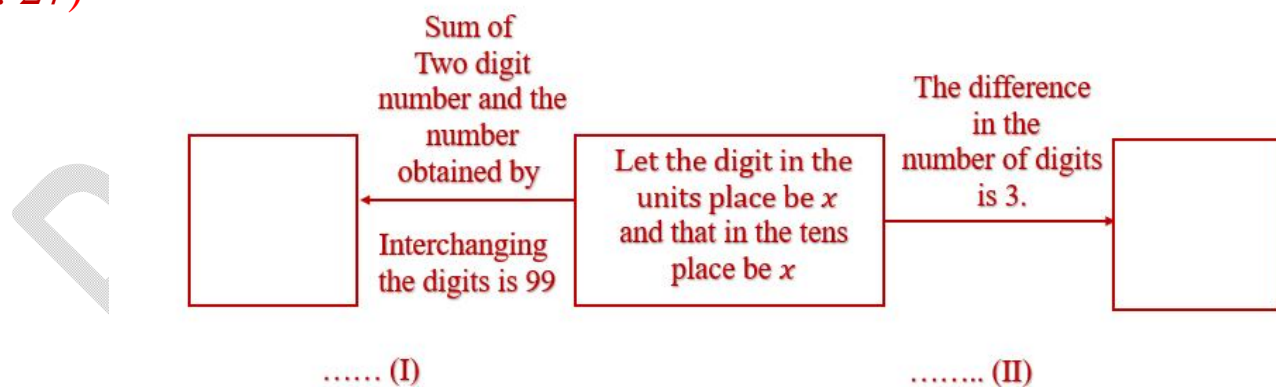 27)
Sum of
Two digit
number and the
number
obtained by
Interchanging
the digits is 99
Let the digit in the
units place be x
and that in the tens
place be x
The difference
in the
number of digits
is 3.
...... (I)
........ (II)